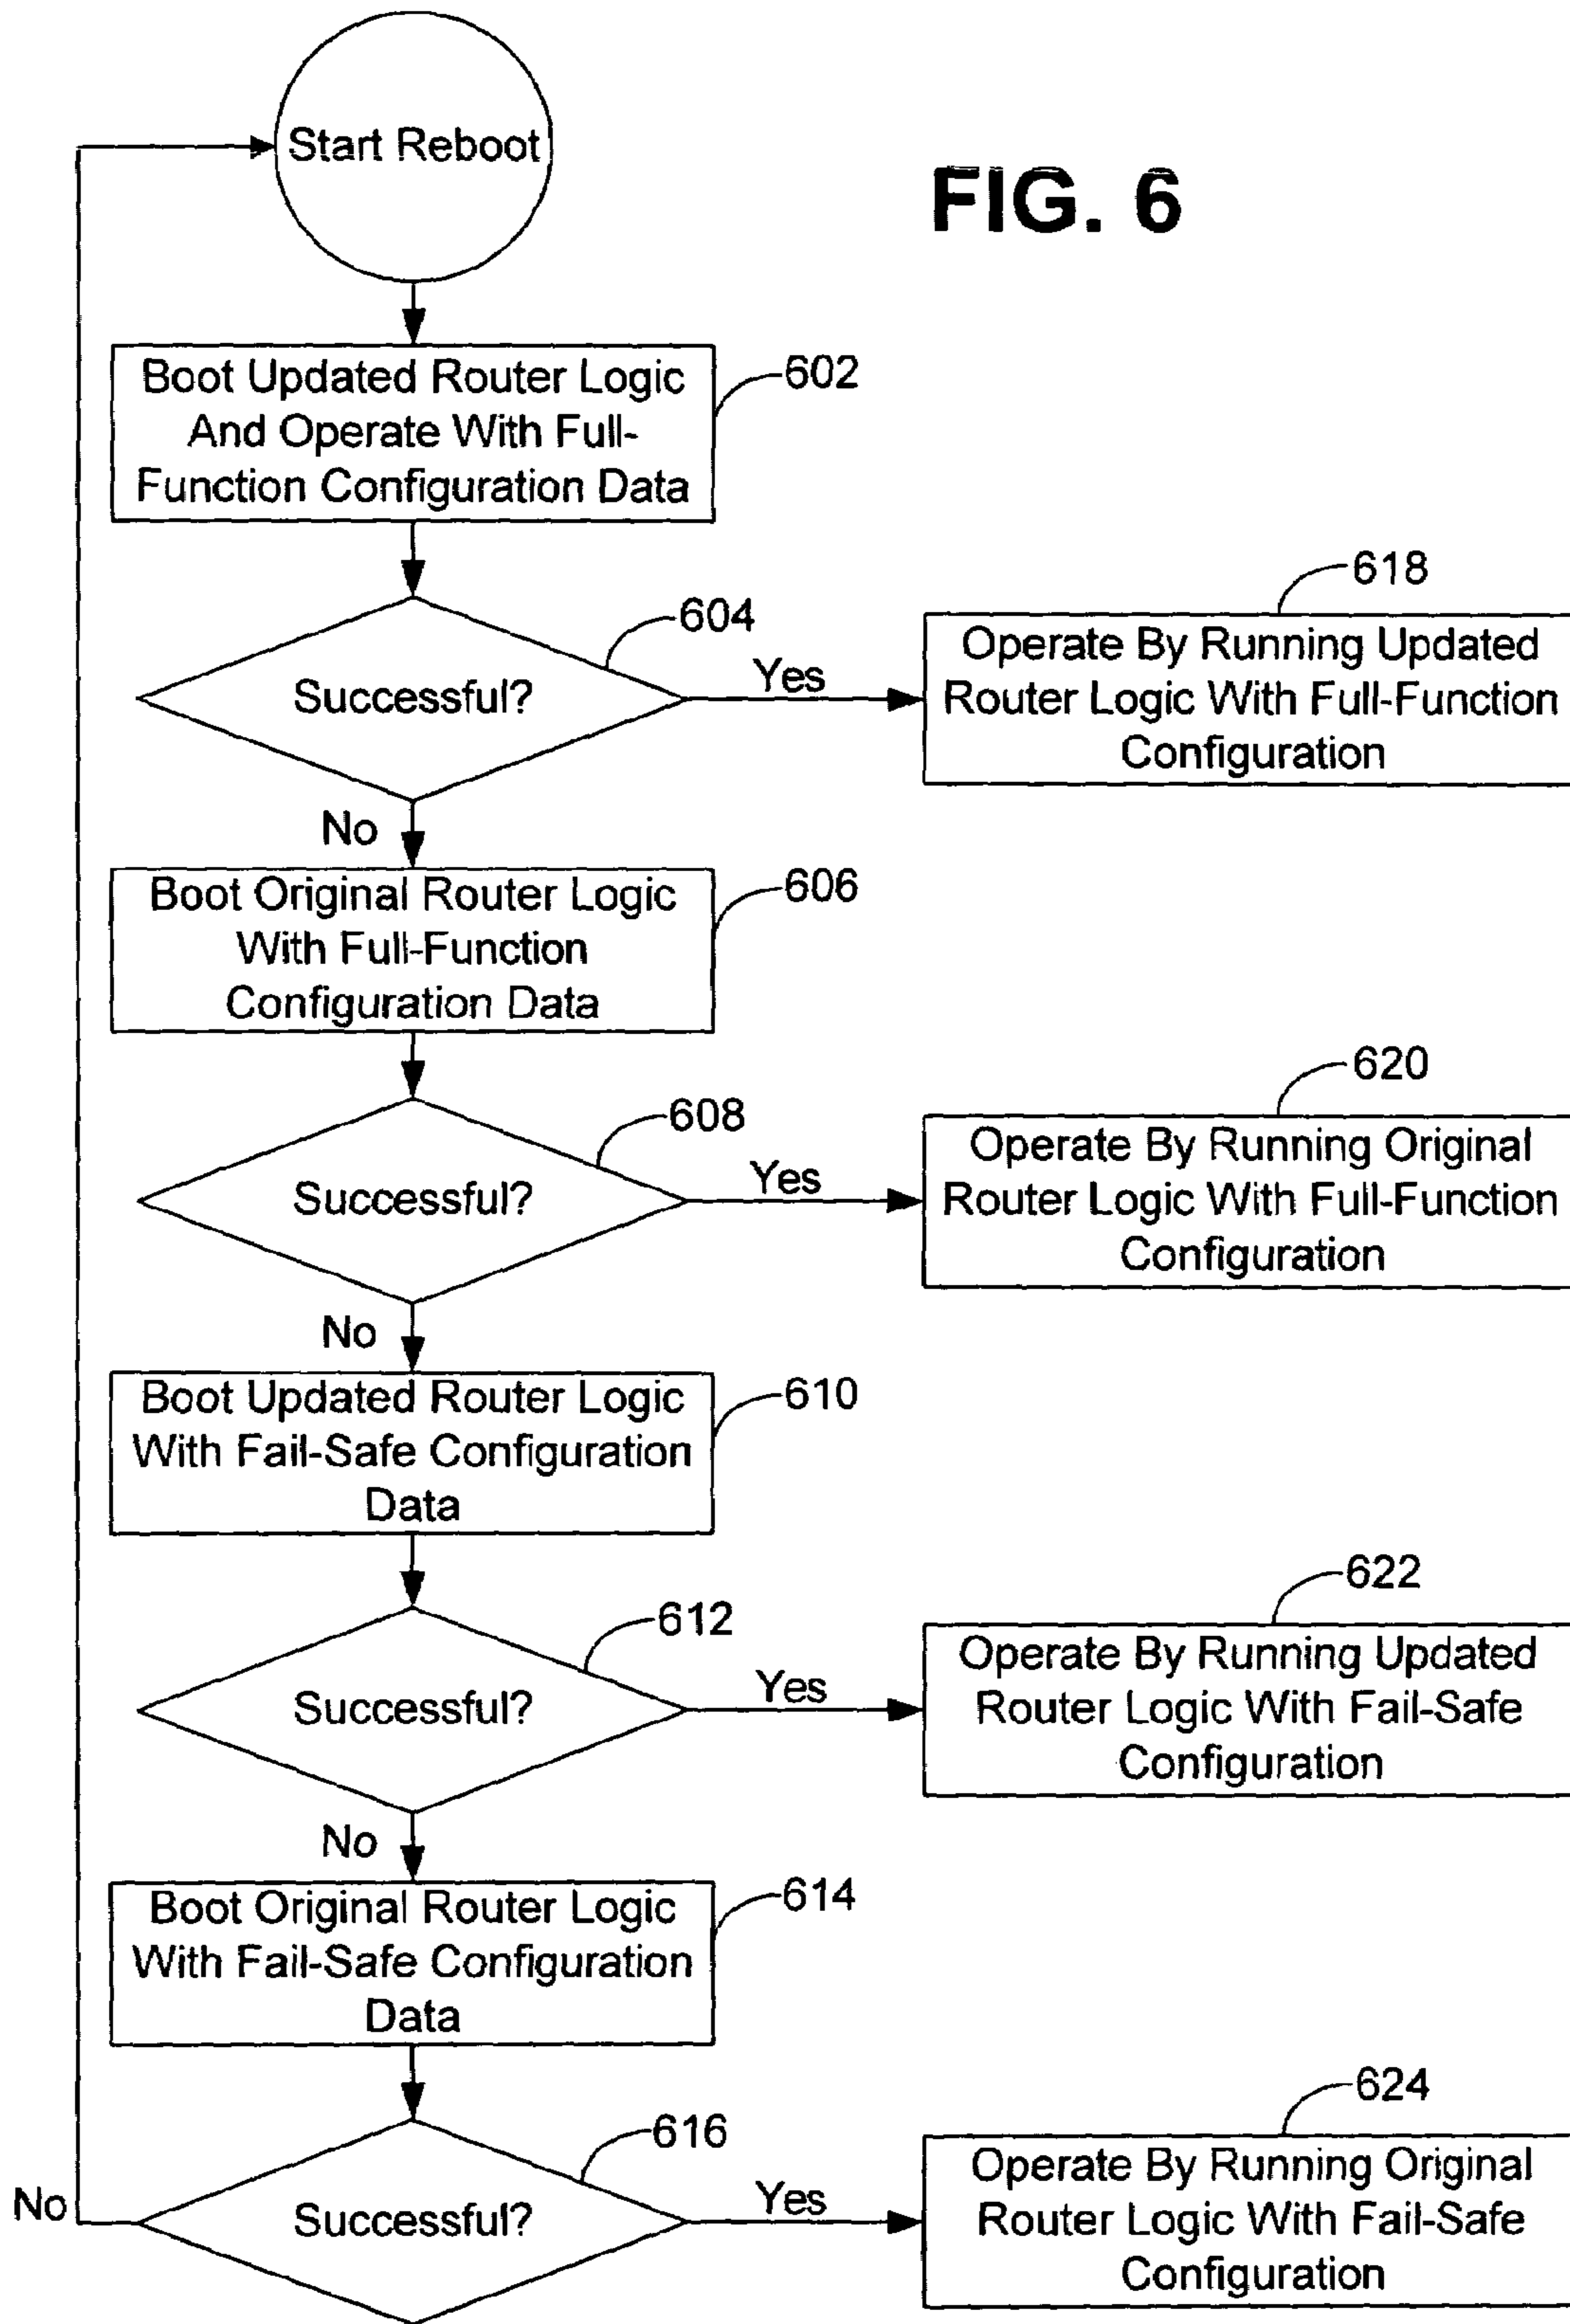 Start Reboot
FIG. 6
Boot Updated Router Logic
And Operate With Full-
Function Configuration Data
602
604
Successful?
Yes
618
Operate By Running Updated
Router Logic With Full-Function
Configuration
No
Boot Original Router Logic
With Full-Function
Configuration Data
606
608
Successful?
Yes
620
Operate By Running Original
Router Logic With Full-Function
Configuration
No
Boot Updated Router Logic
With Fail-Safe Configuration
Data
610
612
Successful?
Yes
622
Operate By Running Updated
Router Logic With Fail-Safe
Configuration
No
Boot Original Router Logic
With Fail-Safe Configuration
Data
614
616
Successful?
No
Yes
624
Operate By Running Original
Router Logic With Fail-Safe
Configuration